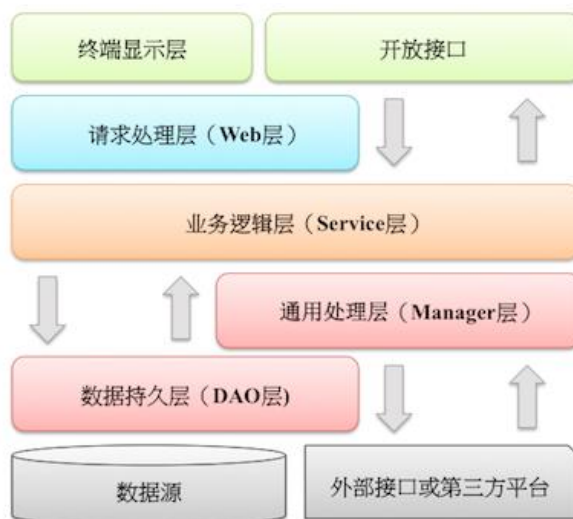 终端显示层
开放接口
请求处理层（Web层）
业务逻辑层（Service层）
通用处理层（Manager层）
数据持久层（DAO层)
数据源
外部接口或第三方平台